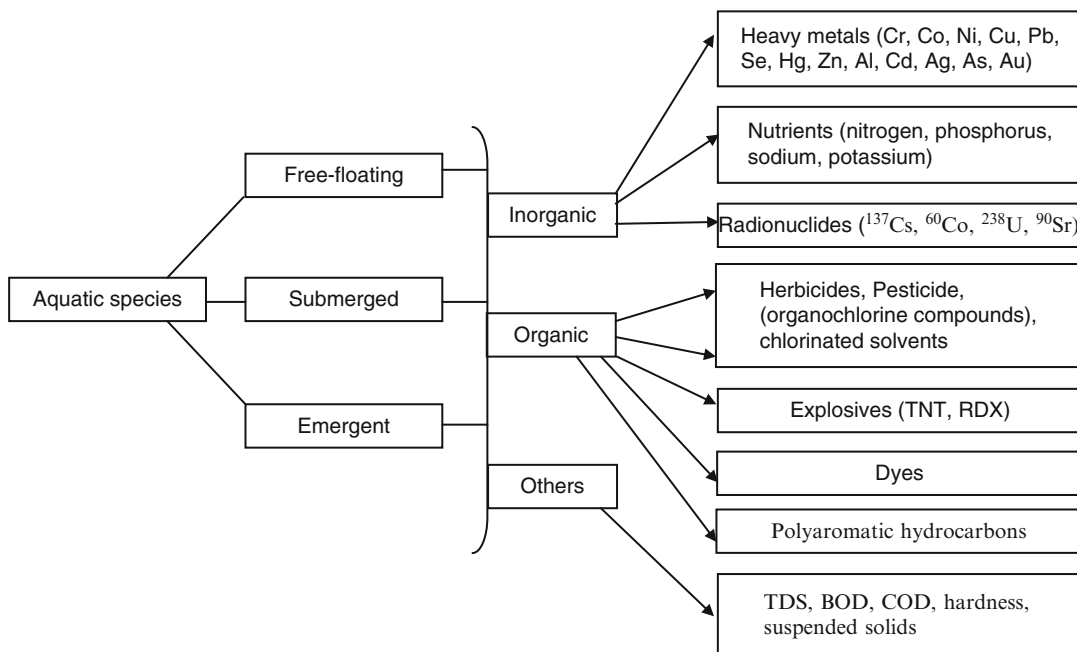 Aquatic species
Free-floating
Submerged
Emergent
Inorganic
Organic
Others
Heavy metals (Cr, Co, Ni, Cu, Pb,
Se, Hg, Zn, Al, Cd, Ag, As, Au)
Nutrients (nitrogen, phosphorus,
sodium, potassium)
Radionuclides (¹³⁷Cs, ⁶⁰Co, ²³⁸U, ⁹⁰Sr)
Herbicides, Pesticide,
(organochlorine compounds),
chlorinated solvents
Explosives (TNT, RDX)
Dyes
Polyaromatic hydrocarbons
TDS, BOD, COD, hardness,
suspended solids